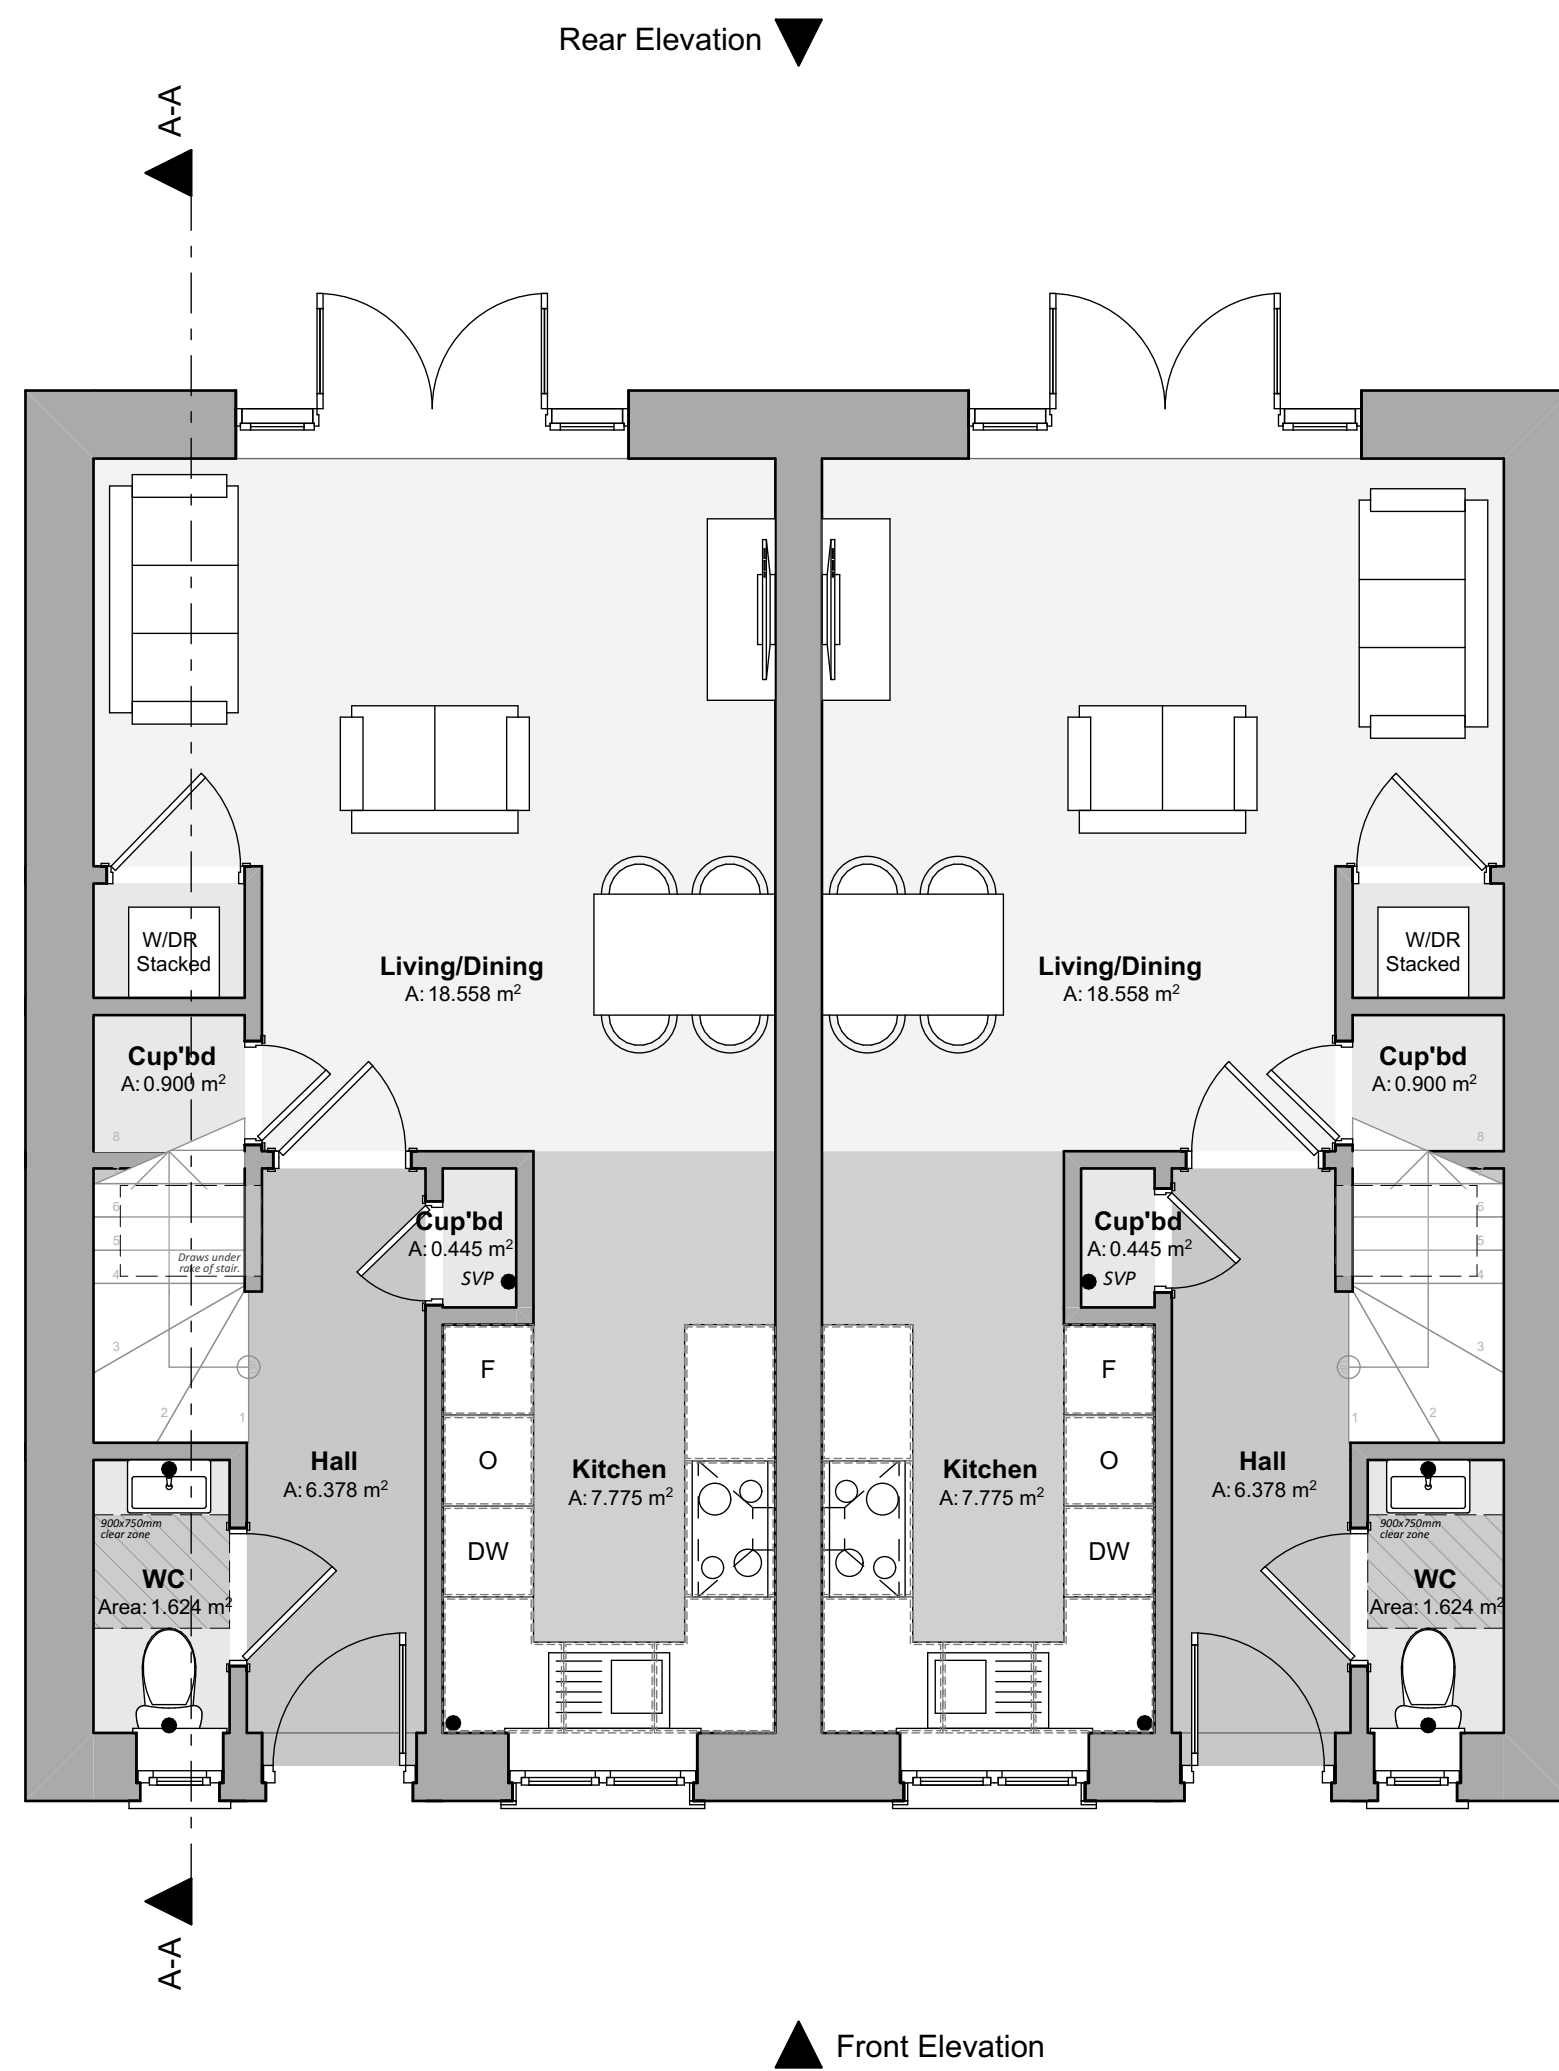 Rear Elevation
A-A
W/DR
Stacked
Living/Dining
A: 18.558 m²
Living/Dining
A: 18.558 m²
W/DR
Stacked
Cup'bd
A: 0.900 m²
Cup'bd
A: 0.900 m²
8
8
6
5
4
Draws under
rake of stair.
3
2
1
Cup'bd
A: 0.445 m²
SVP
Cup'bd
A: 0.445 m²
SVP
6
5
4
3
2
1
F
O
DW
F
O
DW
Hall
A: 6.378 m²
Kitchen
A: 7.775 m²
Kitchen
A: 7.775 m²
Hall
A: 6.378 m²
900x750mm
clear zone
WC
Area: 1.624 m²
900x750mm
clear zone
WC
Area: 1.624 m²
A-A
Front Elevation